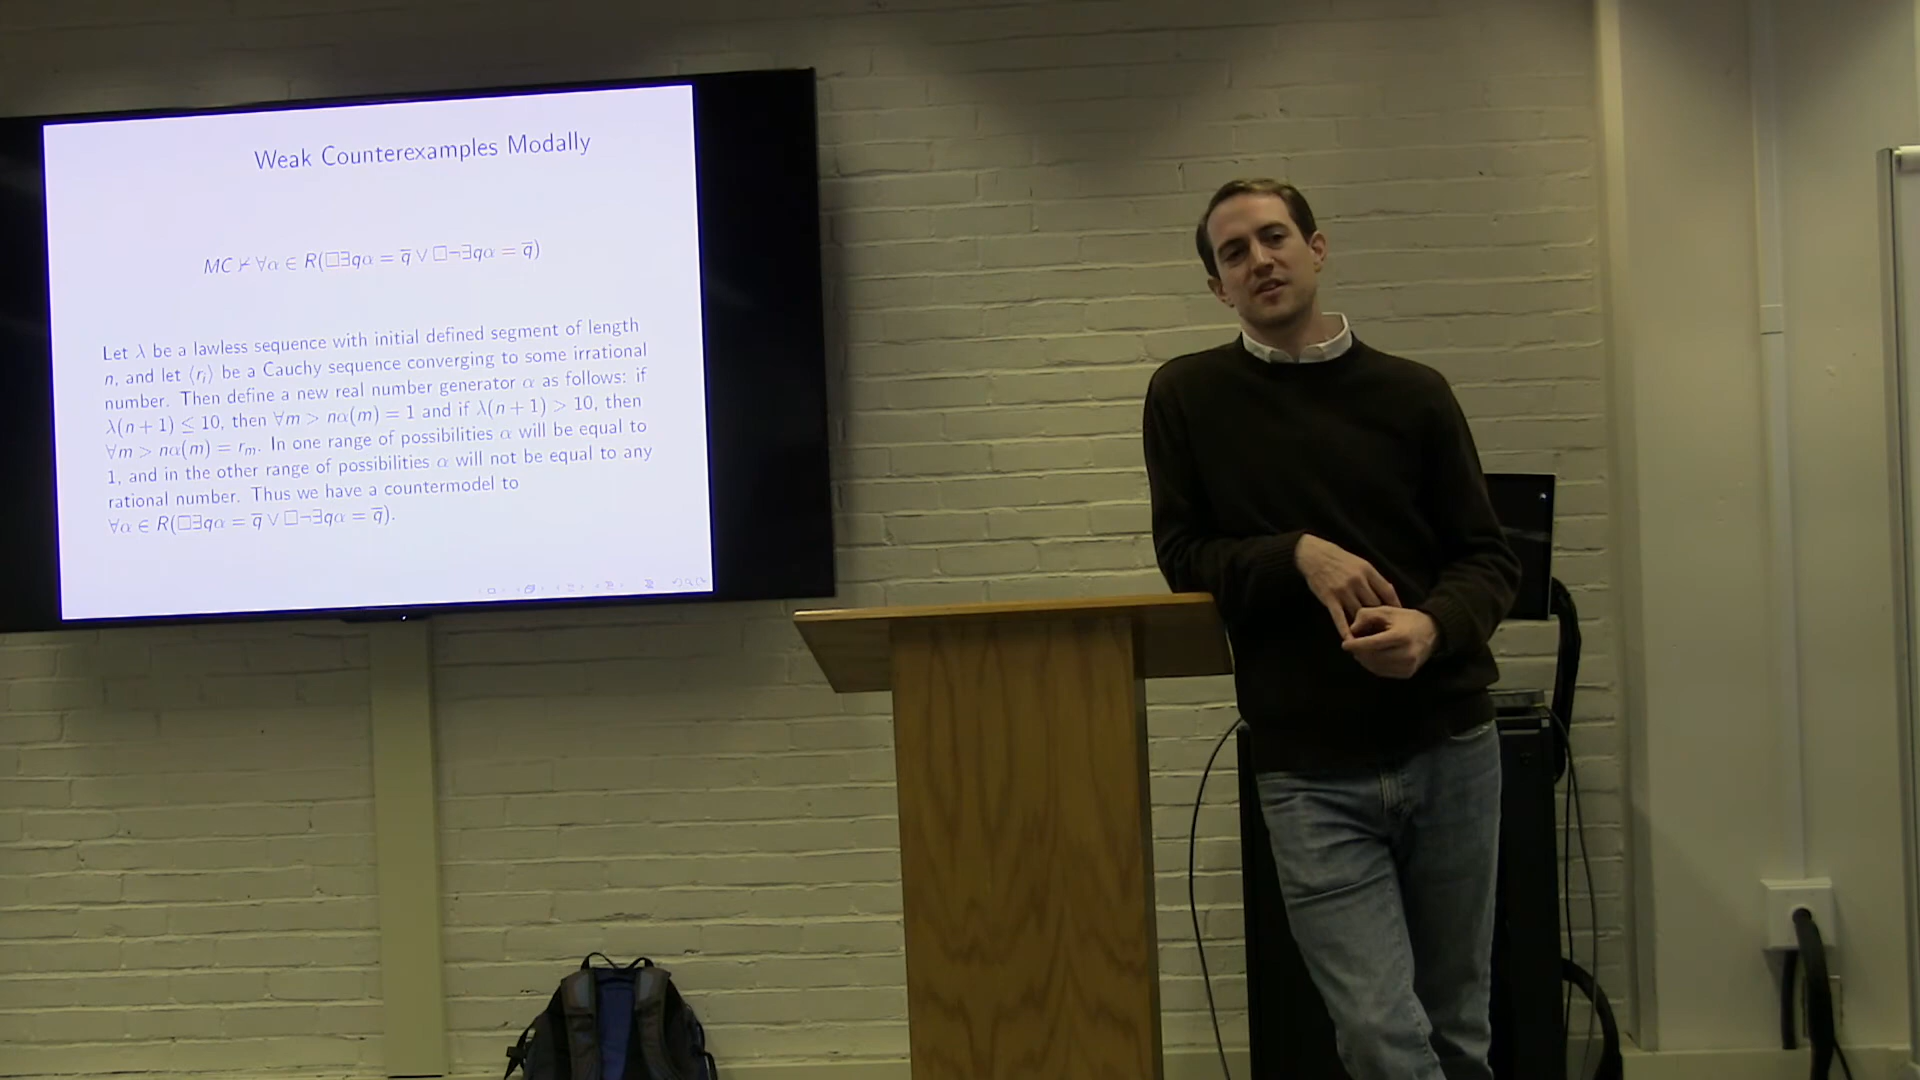 Weak Counterexamples Modally
MC ⊬ ∀α ∈ R(□∃qα = q̅ ∨ □¬∃qα = q̅)
Let λ be a lawless sequence with initial defined segment of length
n, and let ⟨rᵢ⟩ be a Cauchy sequence converging to some irrational
number. Then define a new real number generator α as follows: if
λ(n + 1) ≤ 10, then ∀m > nα(m) = 1 and if λ(n + 1) > 10, then
∀m > nα(m) = rₘ. In one range of possibilities α will be equal to
1, and in the other range of possibilities α will not be equal to any
rational number. Thus we have a countermodel to
∀α ∈ R(□∃qα = q̅ ∨ □¬∃qα = q̅).